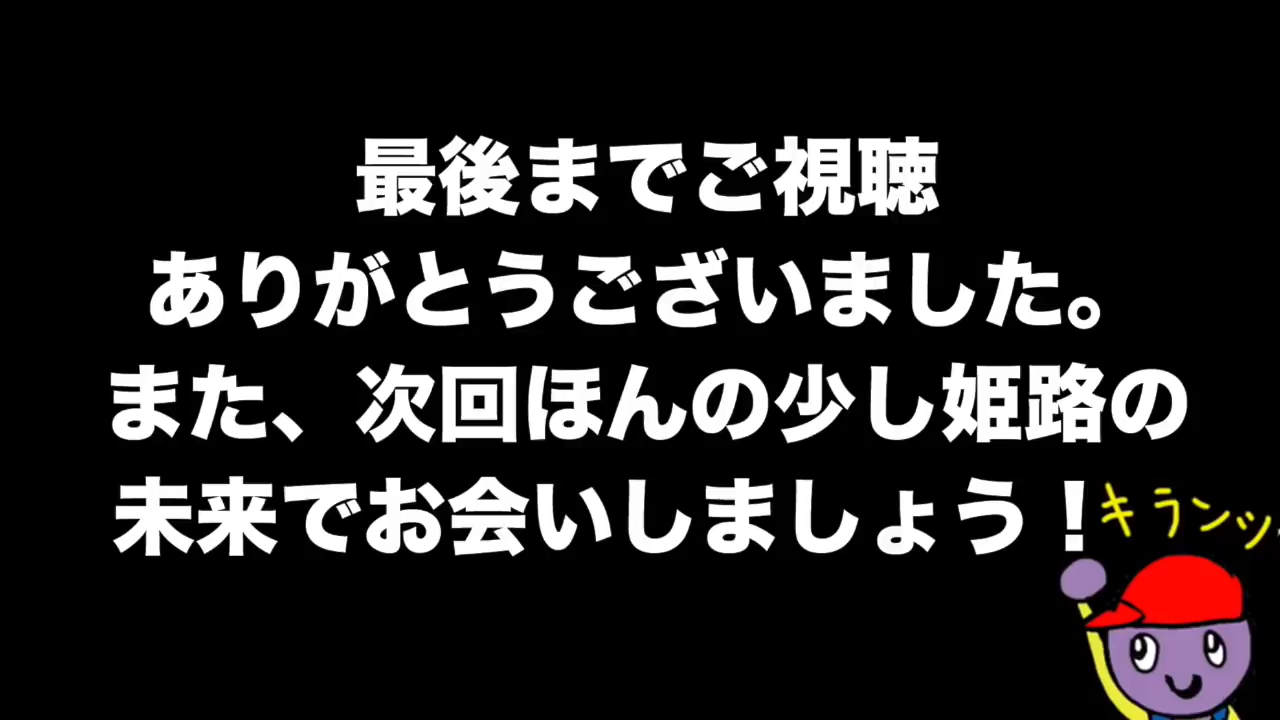 最後までご視聴
ありがとうございました。
また、次回ほんの少し姫路の
未来でお会いしましょう！
キランッ